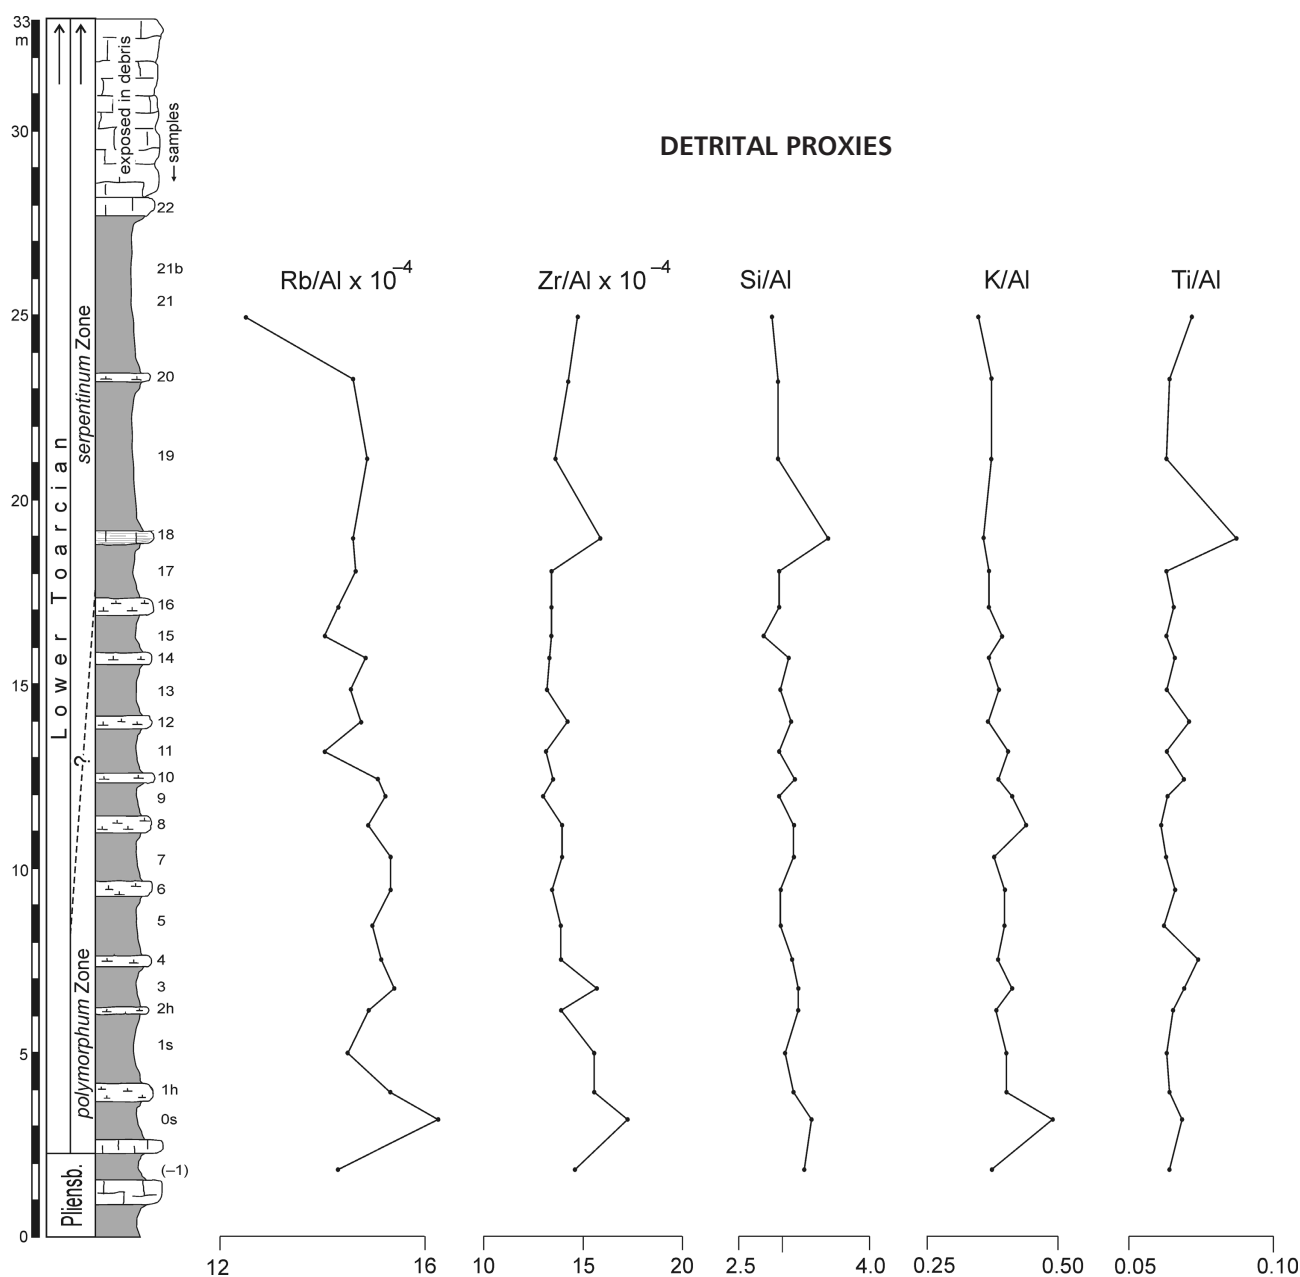 DETRITAL PROXIES
Rb/Al x 10⁻⁴
Zr/Al x 10⁻⁴
Si/Al
K/Al
Ti/Al
33
m
30
25
20
15
10
5
0
Lower Toarcian
Pliensb.
serpentinum Zone
?
polymorphum Zone
exposed in debris
← samples
22
21b
21
20
19
18
17
16
15
14
13
12
11
10
9
8
7
6
5
4
3
2h
1s
1h
0s
(–1)
12
16
10
15
20
2.5
4.0
0.25
0.50
0.05
0.10